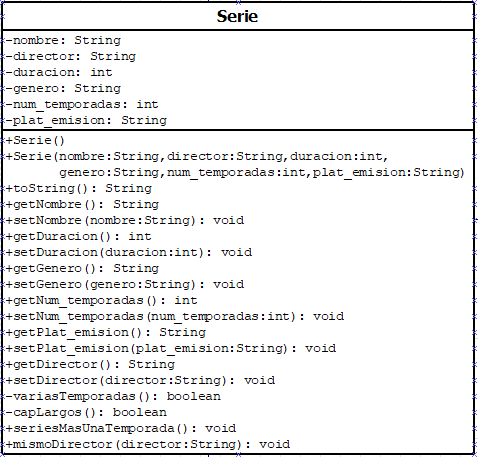 Serie
-nombre: String
-director: String
-duracion: int
-genero: String
-num_temporadas: int
-plat_emision: String
+Serie()
+Serie(nombre:String,director:String,duracion:int,
genero:String,num_temporadas:int,plat_emision:String)
+toString(): String
+getNombre(): String
+setNombre(nombre:String): void
+getDuracion(): int
+setDuracion(duracion:int): void
+getGenero(): String
+setGenero(genero:String): void
+getNum_temporadas(): int
+setNum_temporadas(num_temporadas:int): void
+getPlat_emision(): String
+setPlat_emision(plat_emision:String): void
+getDirector(): String
+setDirector(director:String): void
-variasTemporadas(): boolean
-capLargos(): boolean
+seriesMasUnaTemporada(): void
+mismoDirector(director:String): void